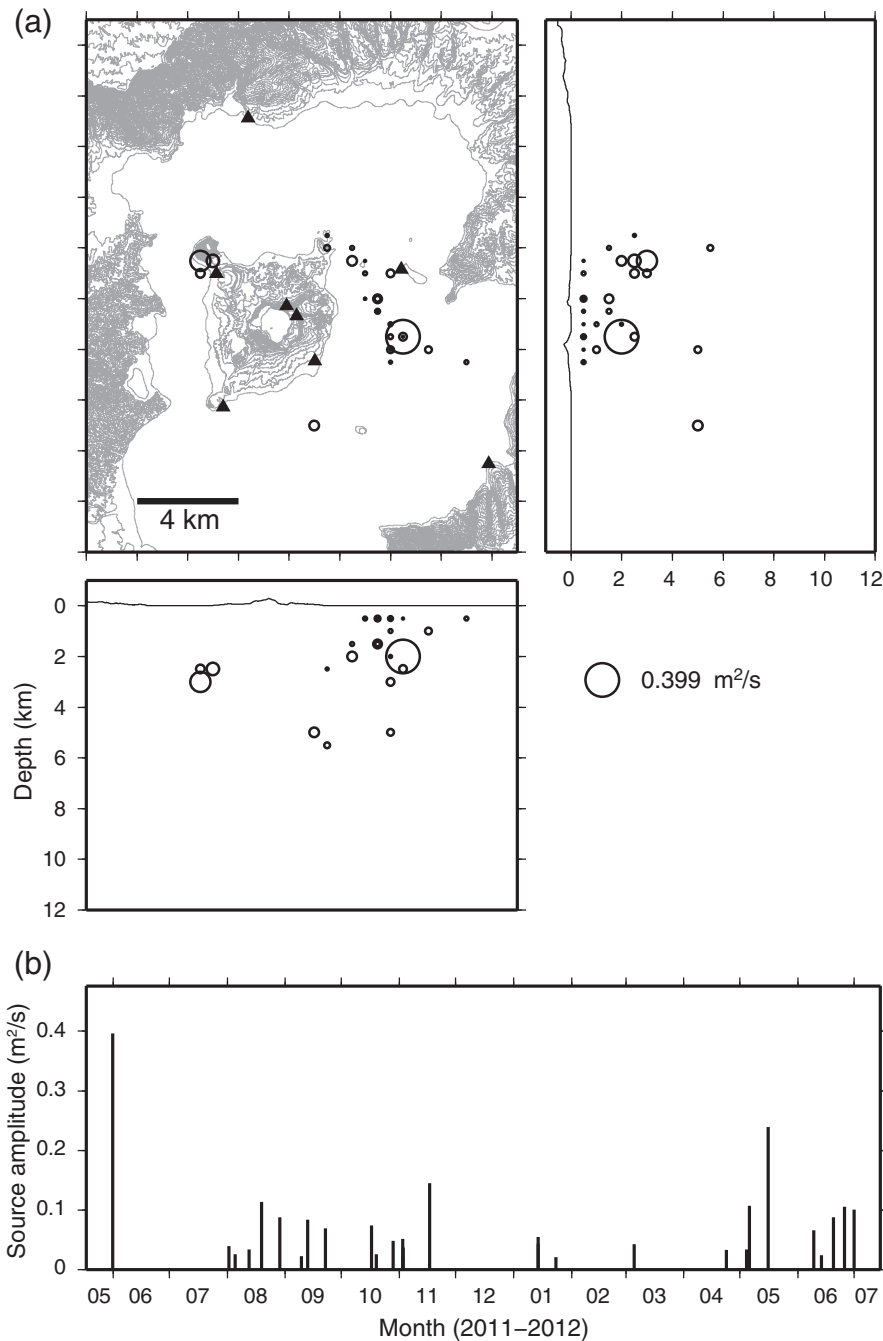 (a)
4 km
0 2 4 6 8 10 12
0
2
4
6
8
10
12
Depth (km)
0.399 m²/s
(b)
0.4
0.3
0.2
0.1
0
Source amplitude (m²/s)
05 06 07 08 09 10 11 12 01 02 03 04 05 06 07
Month (2011–2012)